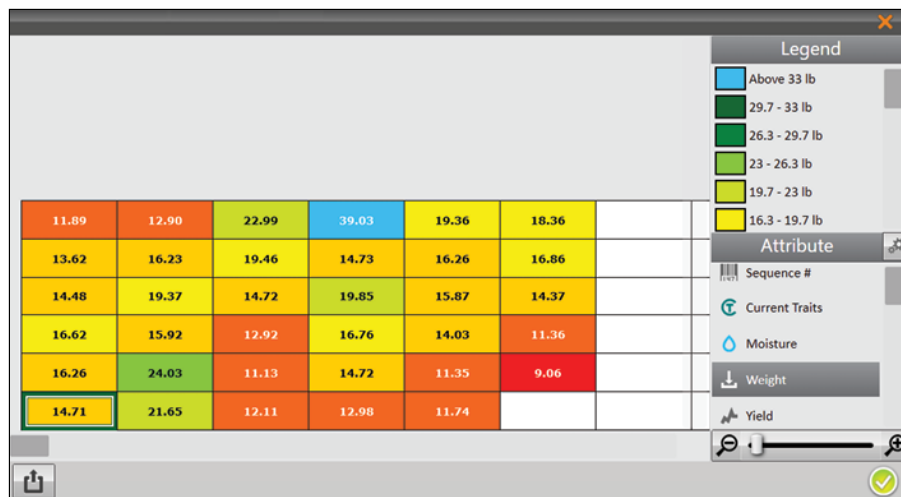 Legend
Above 33 lb
29.7 - 33 lb
26.3 - 29.7 lb
23 - 26.3 lb
19.7 - 23 lb
16.3 - 19.7 lb
11.89 12.90 22.99 39.03 19.36 18.36
13.62 16.23 19.46 14.73 16.26 16.86
14.48 19.37 14.72 19.85 15.87 14.37
16.62 15.92 12.92 16.76 14.03 11.36
16.26 24.03 11.13 14.72 11.35 9.06
14.71 21.65 12.11 12.98 11.74
Attribute
Sequence #
Current Traits
Moisture
Weight
Yield